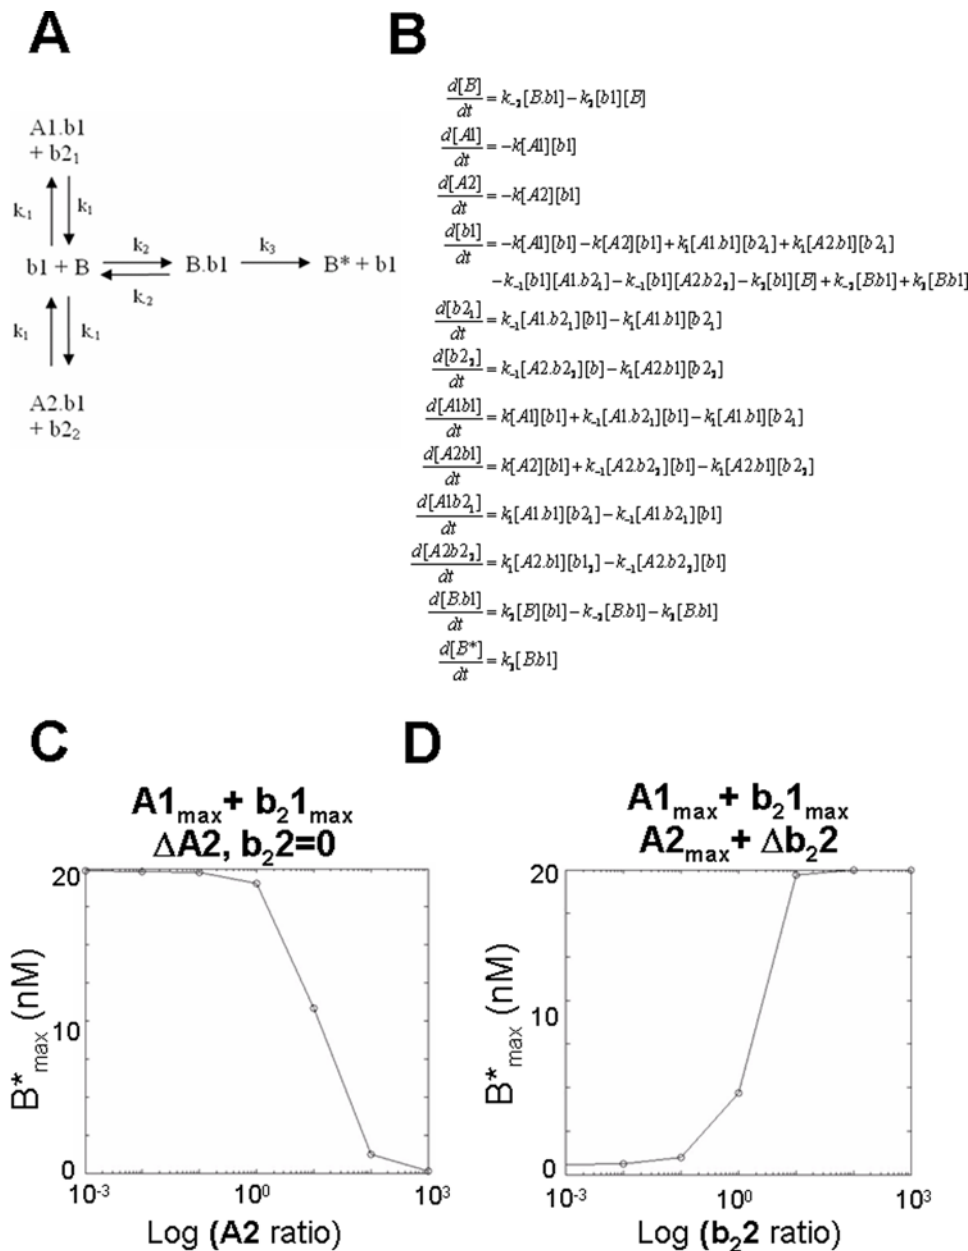 A
B
A1.b1
+ b2₁
k₋₁
k₁
b1 + B
k₂
k₋₂
B.b1
k₃
B* + b1
k₁
k₋₁
A2.b1
+ b2₂
d[B]/dt = k₋₂[B.b1] − k₂[b1][B]
d[A1]/dt = −k[A1][b1]
d[A2]/dt = −k[A2][b1]
d[b1]/dt = −k[A1][b1] − k[A2][b1] + k₁[A1.b1][b2₁] + k₁[A2.b1][b2₂]
−k₋₁[b1][A1.b2₁] − k₋₁[b1][A2.b2₂] − k₂[b1][B] + k₋₂[B.b1] + k₃[B.b1]
d[b2₁]/dt = k₋₁[A1.b2₁][b1] − k₁[A1.b1][b2₁]
d[b2₂]/dt = k₋₁[A2.b2₂][b] − k₁[A2.b1][b2₂]
d[A1b1]/dt = k[A1][b1] + k₋₁[A1.b2₁][b1] − k₁[A1.b1][b2₁]
d[A2b1]/dt = k[A2][b1] + k₋₁[A2.b2₂][b1] − k₁[A2.b1][b2₂]
d[A1b2₁]/dt = k₁[A1.b1][b2₁] − k₋₁[A1.b2₁][b1]
d[A2b2₂]/dt = k₁[A2.b1][b1₂] − k₋₁[A2.b2₂][b1]
d[B.b1]/dt = k₂[B][b1] − k₋₂[B.b1] − k₃[B.b1]
d[B*]/dt = k₃[B.b1]
C
A1max + b₂1max
ΔA2, b₂2=0
20
10
0
B*max (nM)
10⁻³
10⁰
10³
Log (A2 ratio)
D
A1max + b₂1max
A2max + Δb₂2
20
10
0
B*max (nM)
10⁻³
10⁰
10³
Log (b₂2 ratio)